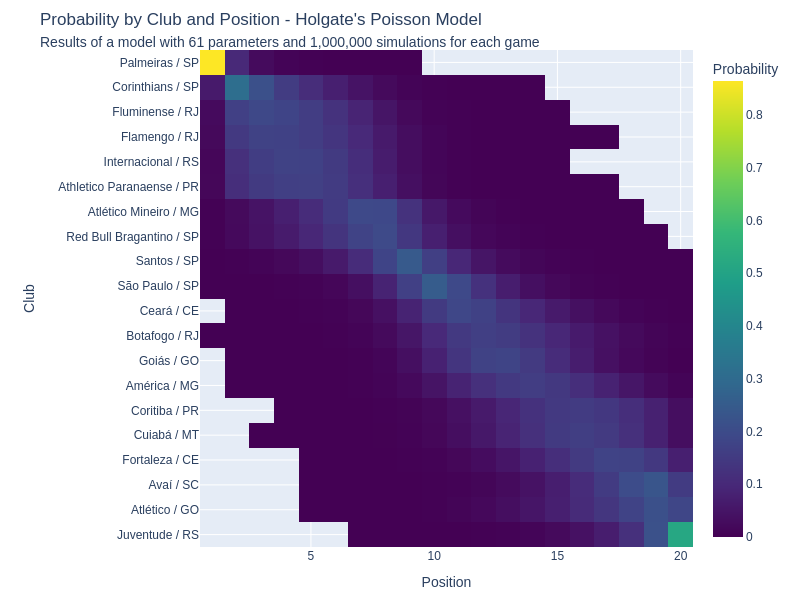 Probability by Club and Position - Holgate's Poisson Model
Results of a model with 61 parameters and 1,000,000 simulations for each game
Probability
Palmeiras / SP
Corinthians / SP
Fluminense / RJ
Flamengo / RJ
Internacional / RS
Athletico Paranaense / PR
Atlético Mineiro / MG
Red Bull Bragantino / SP
Santos / SP
São Paulo / SP
Ceará / CE
Botafogo / RJ
Goiás / GO
América / MG
Coritiba / PR
Cuiabá / MT
Fortaleza / CE
Avaí / SC
Atlético / GO
Juventude / RS
Club
5
10
15
20
Position
0.8
0.7
0.6
0.5
0.4
0.3
0.2
0.1
0